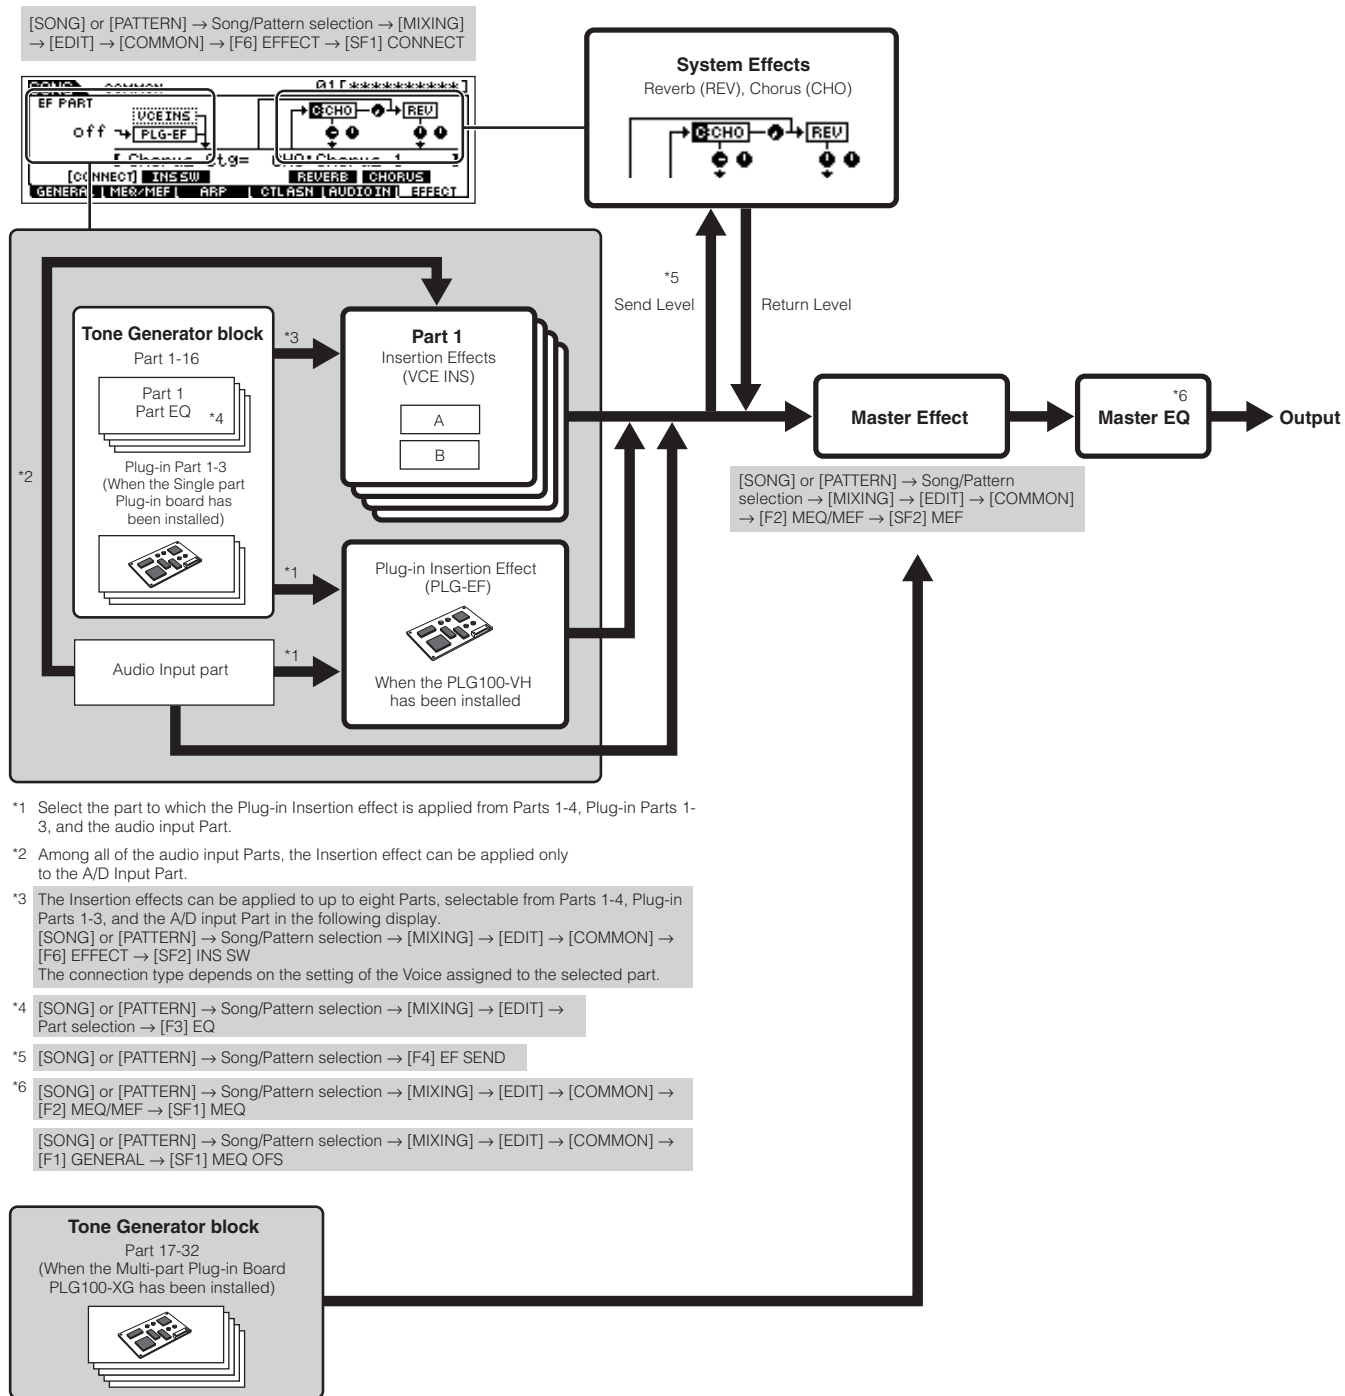 [SONG] or [PATTERN] → Song/Pattern selection → [MIXING]
→ [EDIT] → [COMMON] → [F6] EFFECT → [SF1] CONNECT
SONG COMMON 01[**********]
EF PART
off
VCEINS
PLG-EF
C:CHO
REV
[CONNECT] INS SW REVERB CHORUS
GENERAL MEQ/MEF ARP CTL ASN AUDIO IN EFFECT
System Effects
Reverb (REV), Chorus (CHO)
C:CHO
REV
*5
Send Level
Return Level
*2
Tone Generator block
Part 1-16
Part 1
Part EQ
*4
Plug-in Part 1-3
(When the Single part
Plug-in board has
been installed)
*3
Part 1
Insertion Effects
(VCE INS)
A
B
*1
Plug-in Insertion Effect
(PLG-EF)
When the PLG100-VH
has been installed
Audio Input part
*1
Master Effect
*6
Master EQ
Output
[SONG] or [PATTERN] → Song/Pattern
selection → [MIXING] → [EDIT] → [COMMON]
→ [F2] MEQ/MEF → [SF2] MEF
*1 Select the part to which the Plug-in Insertion effect is applied from Parts 1-4, Plug-in Parts 1-
3, and the audio input Part.
*2 Among all of the audio input Parts, the Insertion effect can be applied only
to the A/D Input Part.
*3 The Insertion effects can be applied to up to eight Parts, selectable from Parts 1-4, Plug-in
Parts 1-3, and the A/D input Part in the following display.
[SONG] or [PATTERN] → Song/Pattern selection → [MIXING] → [EDIT] → [COMMON] →
[F6] EFFECT → [SF2] INS SW
The connection type depends on the setting of the Voice assigned to the selected part.
*4 [SONG] or [PATTERN] → Song/Pattern selection → [MIXING] → [EDIT] →
Part selection → [F3] EQ
*5 [SONG] or [PATTERN] → Song/Pattern selection → [F4] EF SEND
*6 [SONG] or [PATTERN] → Song/Pattern selection → [MIXING] → [EDIT] → [COMMON] →
[F2] MEQ/MEF → [SF1] MEQ
[SONG] or [PATTERN] → Song/Pattern selection → [MIXING] → [EDIT] → [COMMON] →
[F1] GENERAL → [SF1] MEQ OFS
Tone Generator block
Part 17-32
(When the Multi-part Plug-in Board
PLG100-XG has been installed)